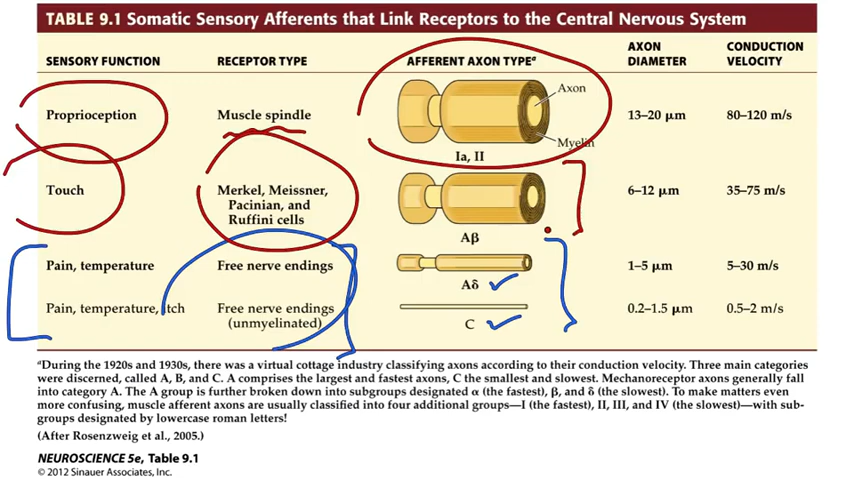 TABLE 9.1 Somatic Sensory Afferents that Link Receptors to the Central Nervous System
SENSORY FUNCTION RECEPTOR TYPE AFFERENT AXON TYPEᵃ AXON DIAMETER CONDUCTION VELOCITY
Proprioception Muscle spindle Axon Myelin Ia, II 13–20 μm 80–120 m/s
Touch Merkel, Meissner, Pacinian, and Ruffini cells Aβ 6–12 μm 35–75 m/s
Pain, temperature Free nerve endings Aδ 1–5 μm 5–30 m/s
Pain, temperature, itch Free nerve endings (unmyelinated) C 0.2–1.5 μm 0.5–2 m/s
ᵃDuring the 1920s and 1930s, there was a virtual cottage industry classifying axons according to their conduction velocity. Three main categories
were discerned, called A, B, and C. A comprises the largest and fastest axons, C the smallest and slowest. Mechanoreceptor axons generally fall
into category A. The A group is further broken down into subgroups designated α (the fastest), β, and δ (the slowest). To make matters even
more confusing, muscle afferent axons are usually classified into four additional groups—I (the fastest), II, III, and IV (the slowest)—with sub-
groups designated by lowercase roman letters!
(After Rosenzweig et al., 2005.)
NEUROSCIENCE 5e, Table 9.1
© 2012 Sinauer Associates, Inc.